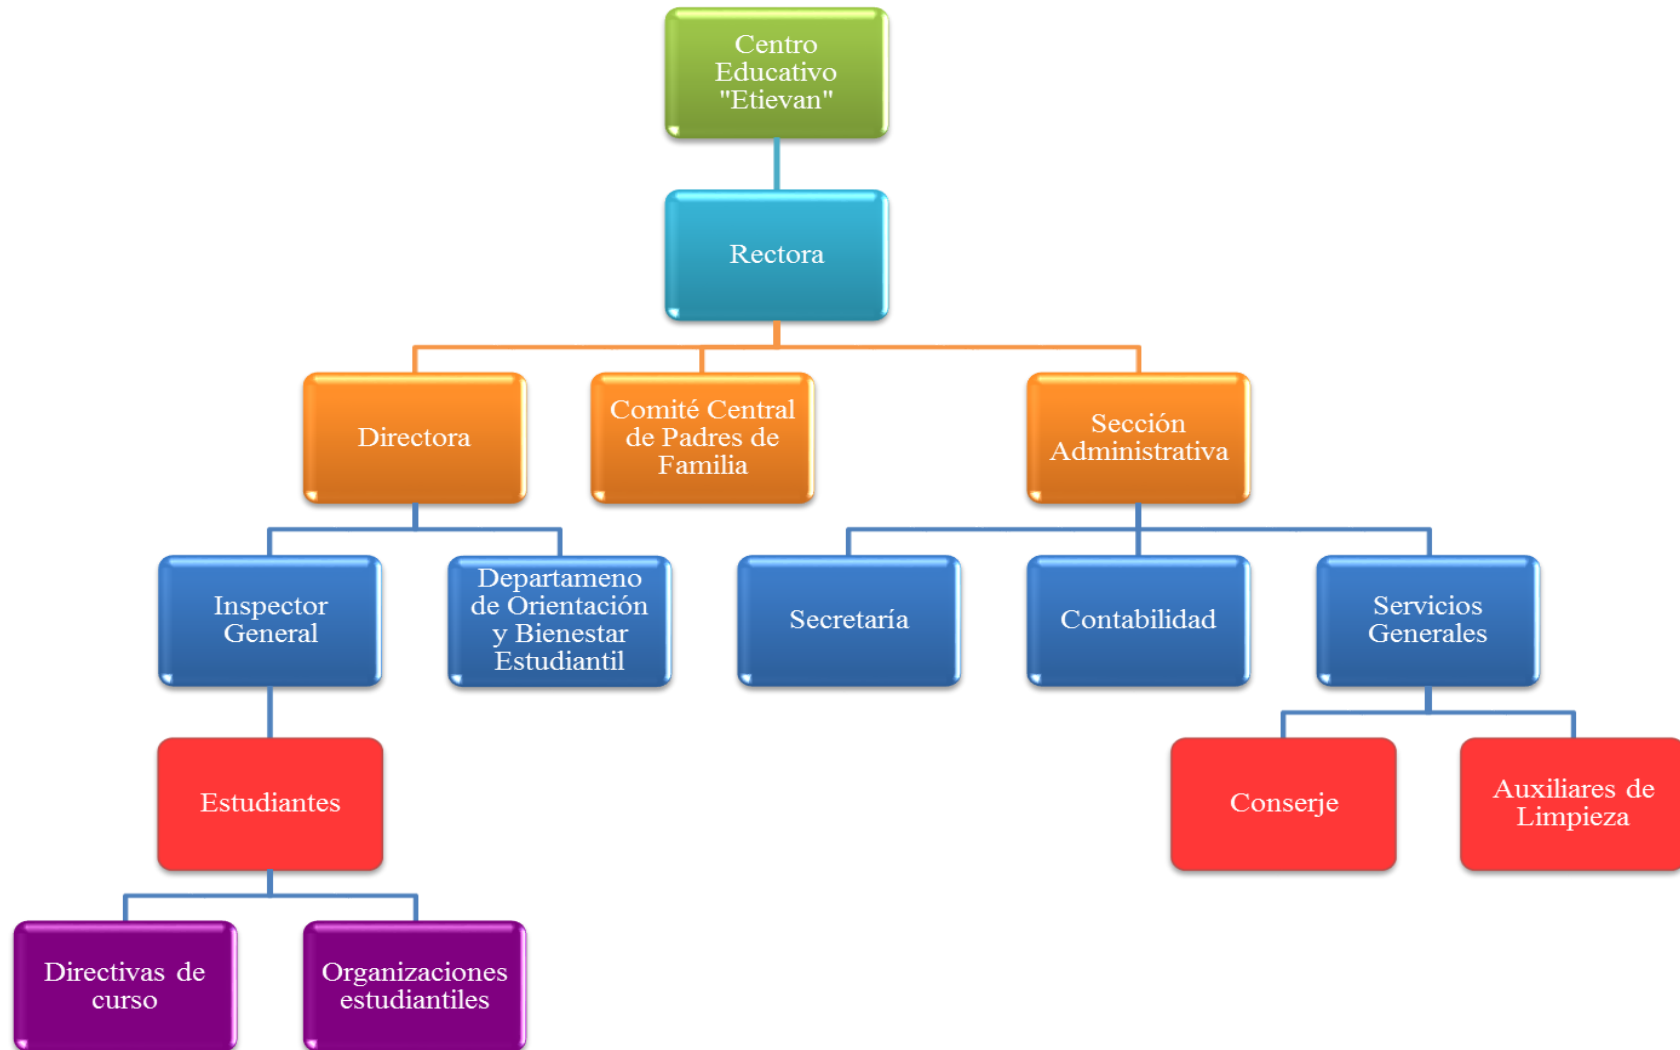 Centro
Educativo
"Etievan"
Rectora
Directora
Comité Central
de Padres de
Familia
Sección
Administrativa
Inspector
General
Departameno
de Orientación
y Bienestar
Estudiantil
Secretaría
Contabilidad
Servicios
Generales
Estudiantes
Conserje
Auxiliares de
Limpieza
Directivas de
curso
Organizaciones
estudiantiles